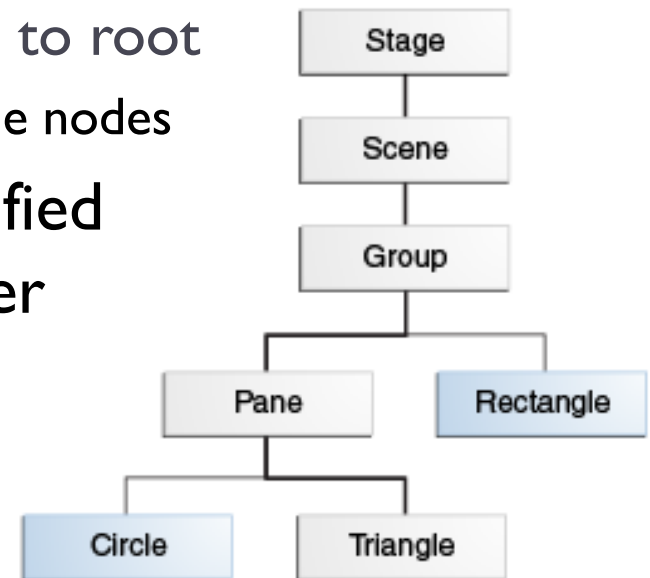 to root
e nodes
fied
er
Stage
Scene
Group
Pane Rectangle
Circle Triangle